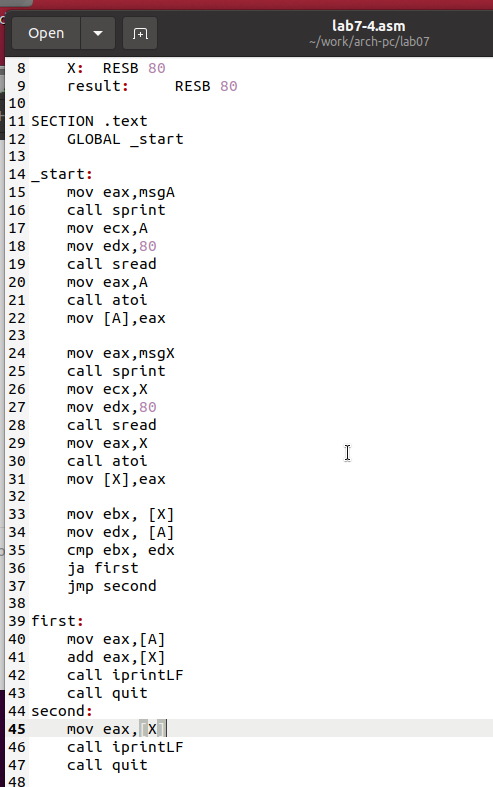 Open
lab7-4.asm
~/work/arch-pc/lab07
8 X: RESB 80
9 result: RESB 80
10
11 SECTION .text
12 GLOBAL _start
13
14 _start:
15 mov eax,msgA
16 call sprint
17 mov ecx,A
18 mov edx,80
19 call sread
20 mov eax,A
21 call atoi
22 mov [A],eax
23
24 mov eax,msgX
25 call sprint
26 mov ecx,X
27 mov edx,80
28 call sread
29 mov eax,X
30 call atoi
31 mov [X],eax
32
33 mov ebx, [X]
34 mov edx, [A]
35 cmp ebx, edx
36 ja first
37 jmp second
38
39 first:
40 mov eax,[A]
41 add eax,[X]
42 call iprintLF
43 call quit
44 second:
45 mov eax,[X]
46 call iprintLF
47 call quit
48